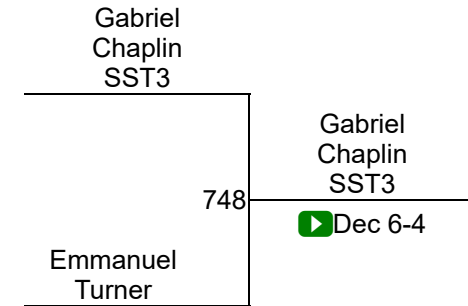 Gabriel
Chaplin
SST3
Gabriel
Chaplin
SST3
748
Dec 6-4
Emmanuel
Turner